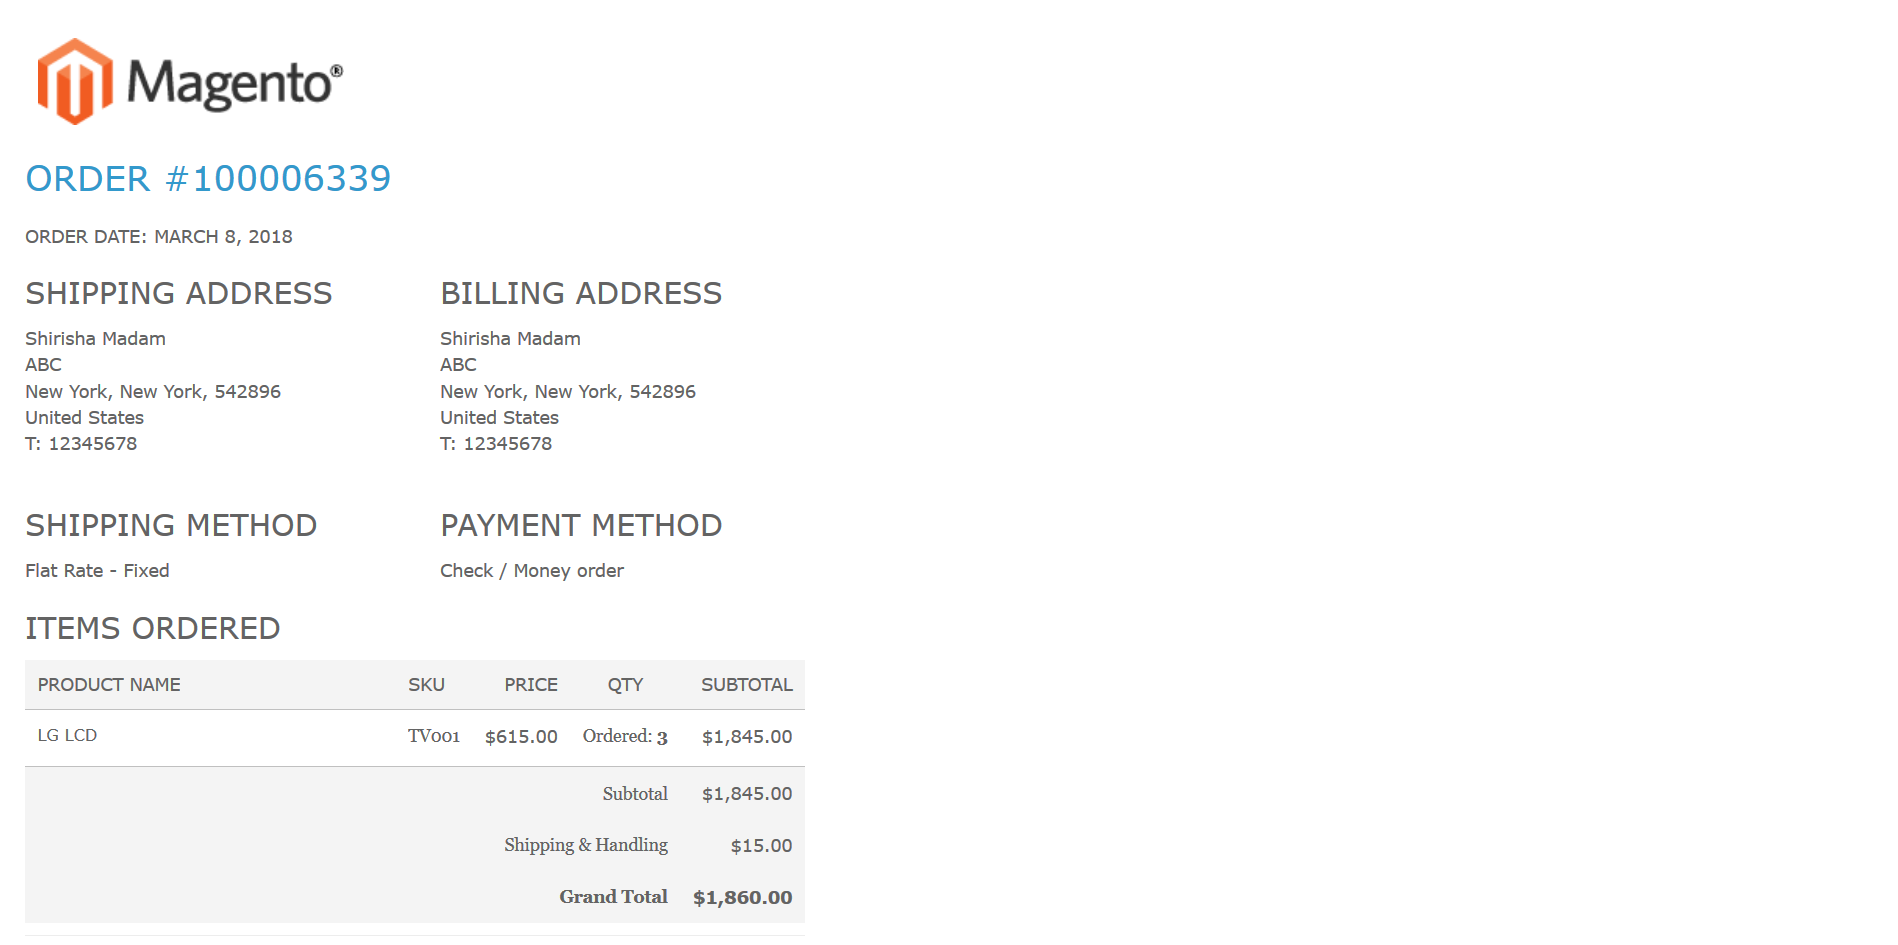 Magento®
ORDER #100006339
ORDER DATE: MARCH 8, 2018
SHIPPING ADDRESS
Shirisha Madam
ABC
New York, New York, 542896
United States
T: 12345678
BILLING ADDRESS
Shirisha Madam
ABC
New York, New York, 542896
United States
T: 12345678
SHIPPING METHOD
Flat Rate - Fixed
PAYMENT METHOD
Check / Money order
ITEMS ORDERED
PRODUCT NAME SKU PRICE QTY SUBTOTAL
LG LCD TV001 $615.00 Ordered: 3 $1,845.00
Subtotal $1,845.00
Shipping & Handling $15.00
Grand Total $1,860.00